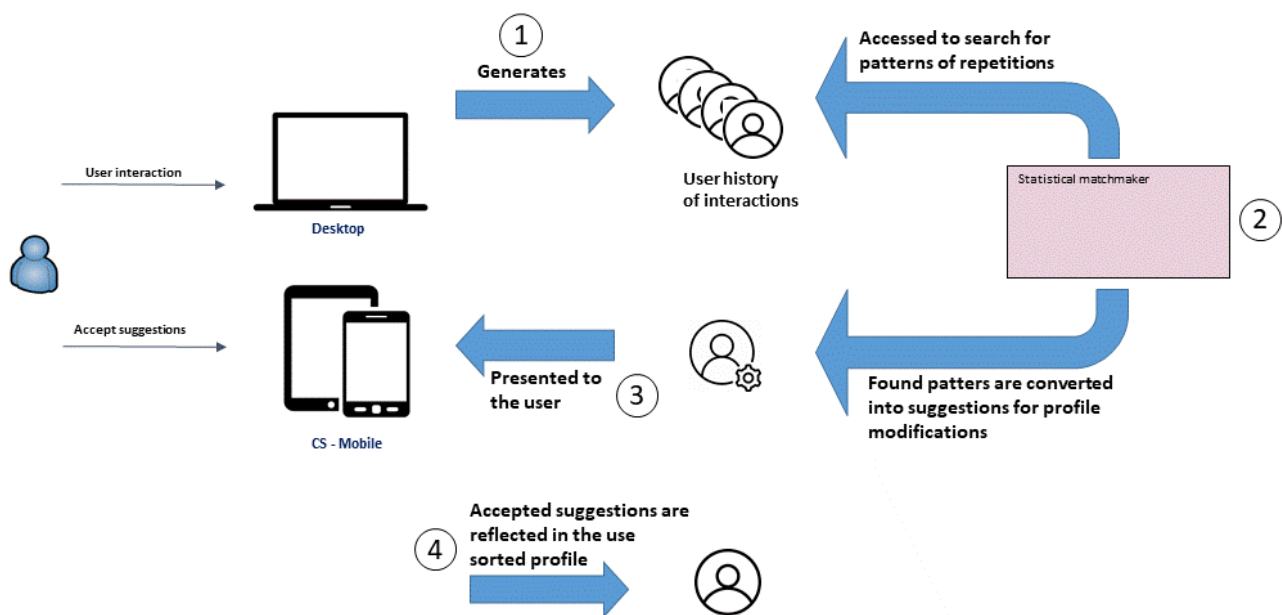 1
Generates
Accessed to search for
patterns of repetitions
User interaction
Desktop
User history
of interactions
Statistical matchmaker
2
Accept suggestions
CS - Mobile
Presented to
the user
3
Found patters are converted
into suggestions for profile
modifications
4
Accepted suggestions are
reflected in the use
sorted profile